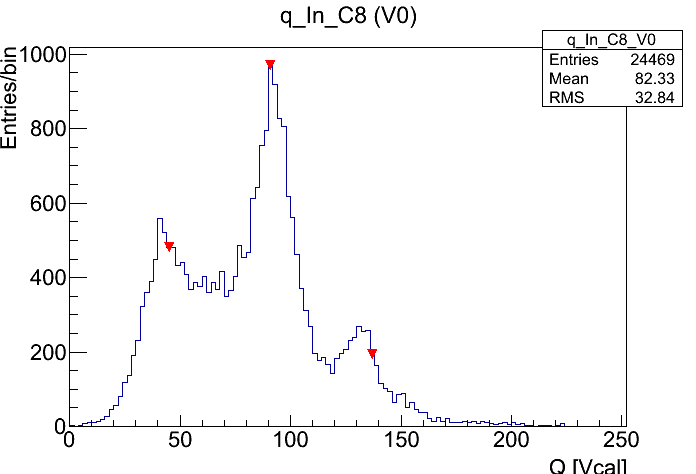 q_In_C8 (V0)
q_In_C8_V0
Entries 24469
Mean 82.33
RMS 32.84
Entries/bin
1000
800
600
400
200
0
0 50 100 150 200 250
Q [Vcal]